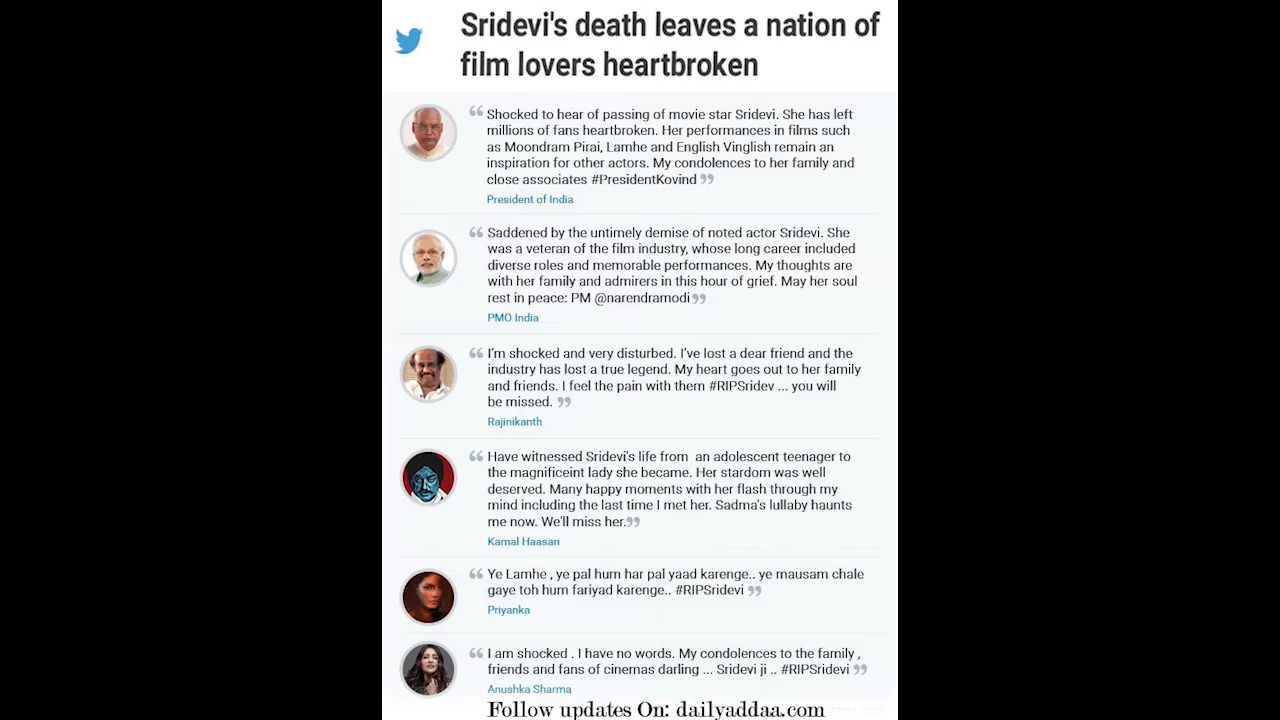 Sridevi's death leaves a nation of
film lovers heartbroken
“ Shocked to hear of passing of movie star Sridevi. She has left
millions of fans heartbroken. Her performances in films such
as Moondram Pirai, Lamhe and English Vinglish remain an
inspiration for other actors. My condolences to her family and
close associates #PresidentKovind ”
President of India
“ Saddened by the untimely demise of noted actor Sridevi. She
was a veteran of the film industry, whose long career included
diverse roles and memorable performances. My thoughts are
with her family and admirers in this hour of grief. May her soul
rest in peace: PM @narendramodi ”
PMO India
“ I’m shocked and very disturbed. I’ve lost a dear friend and the
industry has lost a true legend. My heart goes out to her family
and friends. I feel the pain with them #RIPSridev ... you will
be missed. ”
Rajinikanth
“ Have witnessed Sridevi's life from an adolescent teenager to
the magnificeint lady she became. Her stardom was well
deserved. Many happy moments with her flash through my
mind including the last time I met her. Sadma's lullaby haunts
me now. We'll miss her.”
Kamal Haasan
“ Ye Lamhe , ye pal hum har pal yaad karenge.. ye mausam chale
gaye toh hum fariyad karenge.. #RIPSridevi ”
Priyanka
“ I am shocked . I have no words. My condolences to the family ,
friends and fans of cinemas darling ... Sridevi ji .. #RIPSridevi ”
Anushka Sharma
Follow updates On: dailyaddaa.com